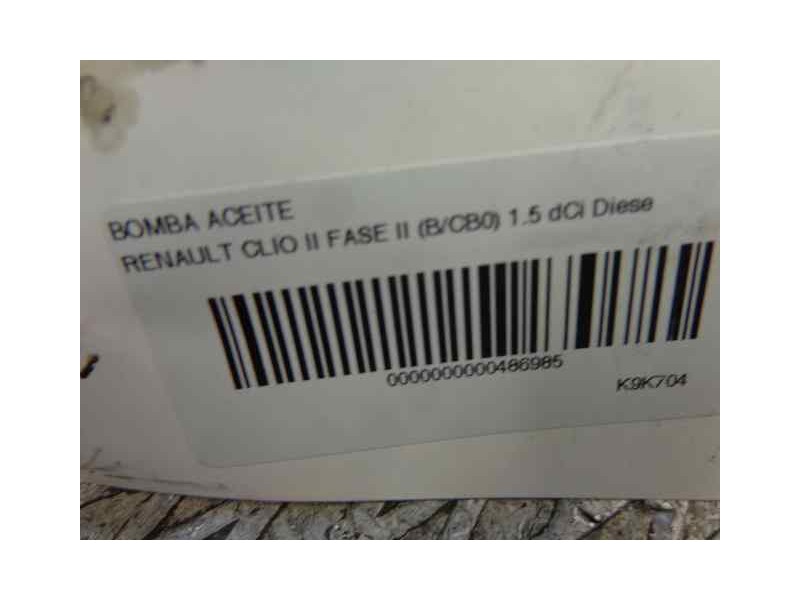 BOMBA ACEITE
RENAULT CLIO II FASE II (B/CB0) 1.5 dCi Diese
0000000000486985
K9K704